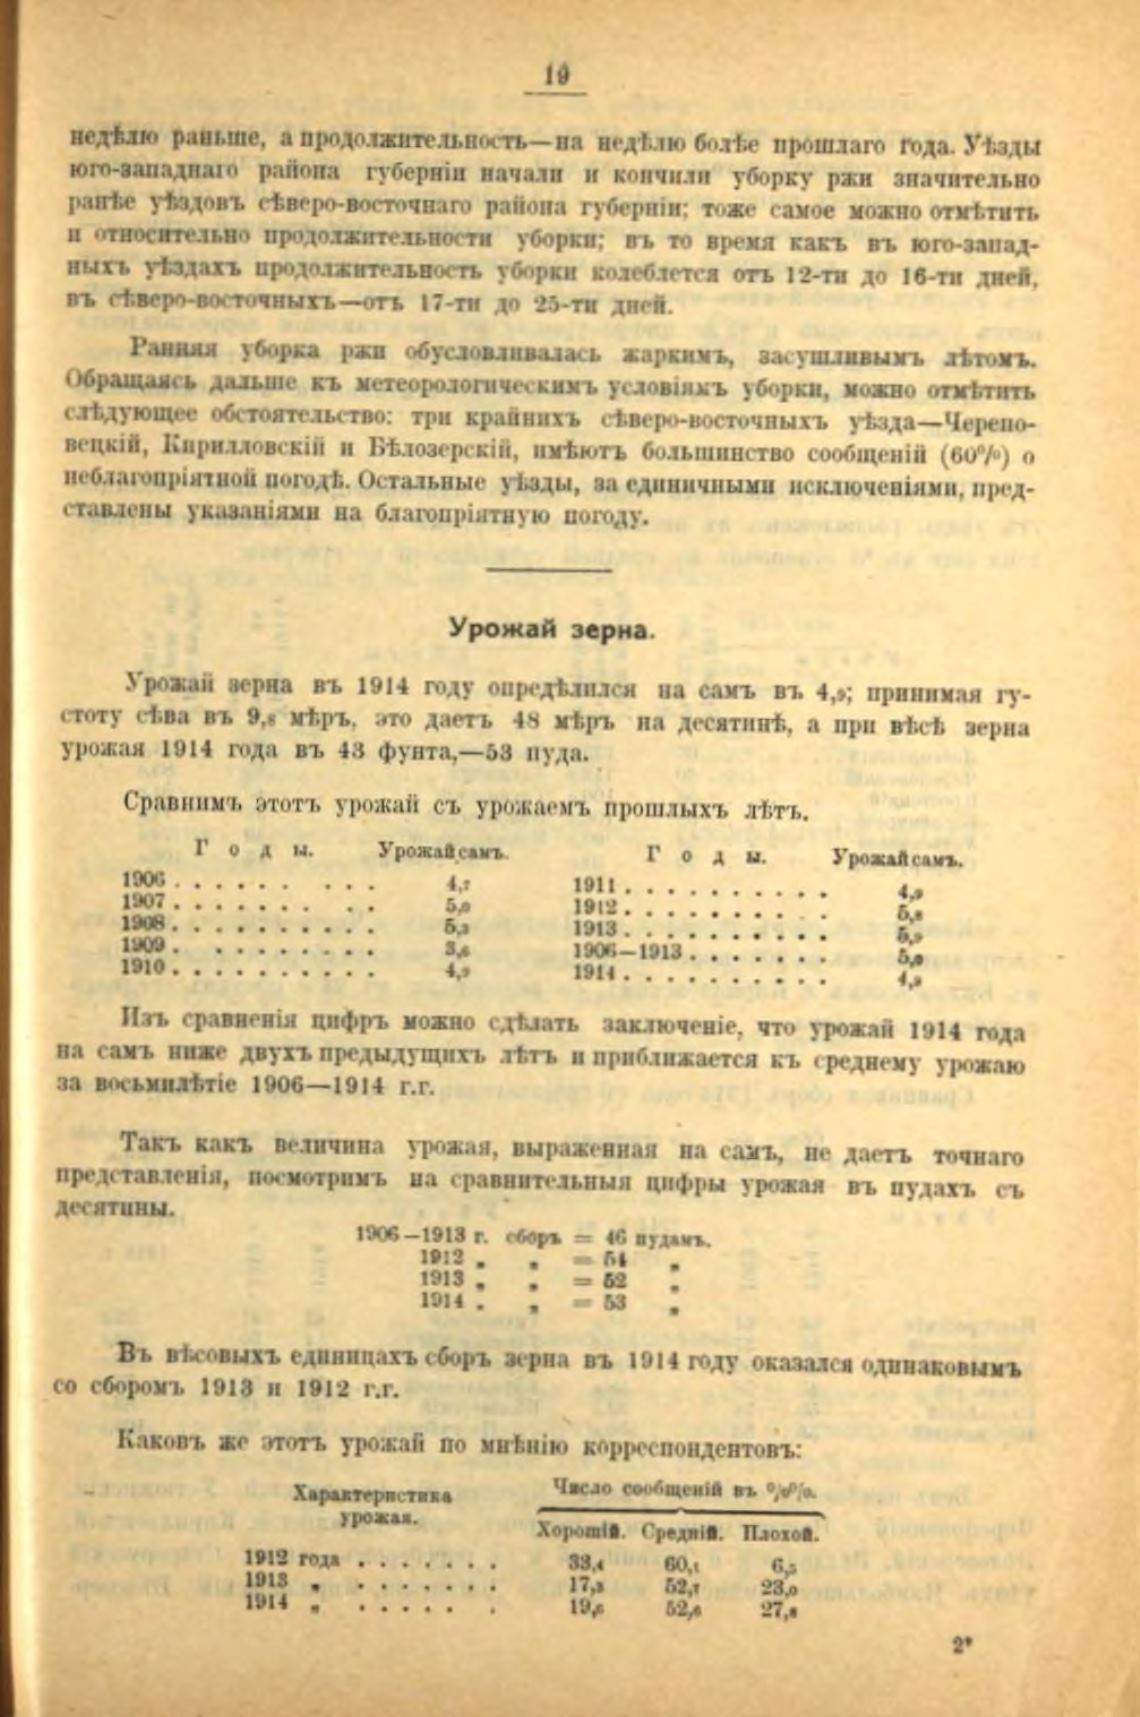 19
недѣлю раньше, а продолжительность—на недѣлю болѣе прошлаго года. Уѣзды
юго-западнаго района губерніи начали и кончили уборку ржи значительно
ранѣе уѣздовъ сѣверо-восточнаго района губерніи; тоже самое можно отмѣтить
и относительно продолжительности уборки; въ то время какъ въ юго-запад-
ныхъ уѣздахъ продолжительность уборки колеблется отъ 12-ти до 16-ти дней,
въ сѣверо-восточныхъ—отъ 17-ти до 25-ти дней.
Ранняя уборка ржи обусловливалась жаркимъ, засушливымъ лѣтомъ.
Обращаясь дальше къ метеорологическимъ условіямъ уборки, можно отмѣтить
слѣдующее обстоятельство: три крайнихъ сѣверо-восточныхъ уѣзда—Черепо-
вецкій, Кирилловскій и Бѣлозерскій, имѣютъ большинство сообщеній (60%) о
неблагопріятной погодѣ. Остальные уѣзды, за единичными исключеніями, пред-
ставлены указаніями на благопріятную погоду.
Урожай зерна.
Урожай зерна въ 1914 году опредѣлился на самъ въ 4,9; принимая гу-
стоту сѣва въ 9,8 мѣръ, это даетъ 48 мѣръ на десятинѣ, а при вѣсѣ зерна
урожая 1914 года въ 43 фунта,—53 пуда.
Сравнимъ этотъ урожай съ урожаемъ прошлыхъ лѣтъ.
Годы. Урожай самъ. Годы. Урожай самъ.
1906 . . . . . . . . . 4,7 1911 . . . . . . . . . . 4,9
1907 . . . . . . . . . 5,0 1912 . . . . . . . . . . 5,8
1908 . . . . . . . . . . 5,3 1913 . . . . . . . . . . 5,9
1909 . . . . . . . . . 3,6 1906—1913 . . . . . . . 5,0
1910 . . . . . . . . . . 4,9 1914 . . . . . . . . . . 4,9
Изъ сравненія цифръ можно сдѣлать заключеніе, что урожай 1914 года
на самъ ниже двухъ предыдущихъ лѣтъ и приближается къ среднему урожаю
за восьмилѣтіе 1906—1914 г.г.
Такъ какъ величина урожая, выраженная на самъ, не даетъ точнаго
представленія, посмотримъ на сравнительныя цифры урожая въ пудахъ съ
десятины.
1906—1913 г. сборъ = 46 пудамъ.
1912 „ „ = 54 „
1913 „ „ = 52 „
1914 „ „ = 53 „
Въ вѣсовыхъ единицахъ сборъ зерна въ 1914 году оказался одинаковымъ
со сборомъ 1913 и 1912 г.г.
Каковъ же этотъ урожай по мнѣнію корреспондентовъ:
Характеристика Число сообщеній въ %%.
урожая. Хорошій. Средній. Плохой.
1912 года . . . . . . . 33,4 60,1 6,5
1913 „ . . . . . . . 17,3 52,7 23,0
1914 „ . . . . . . 19,6 52,6 27,8
2*